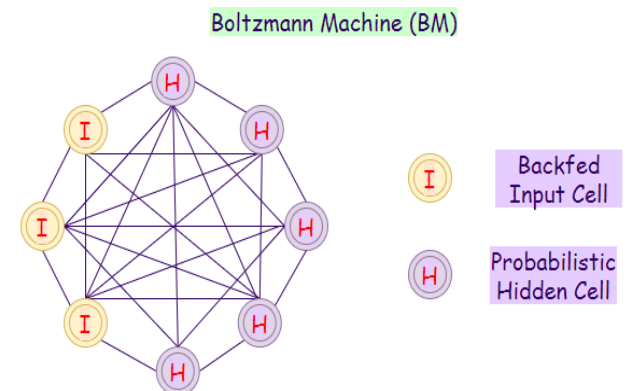 Boltzmann Machine (BM)
H
I
H
I
H
I
H
H
I
Backfed
Input Cell
H
Probabilistic
Hidden Cell